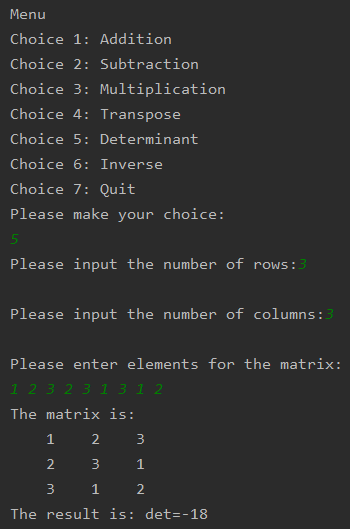 Menu
Choice 1: Addition
Choice 2: Subtraction
Choice 3: Multiplication
Choice 4: Transpose
Choice 5: Determinant
Choice 6: Inverse
Choice 7: Quit
Please make your choice:
5
Please input the number of rows:3
Please input the number of columns:3
Please enter elements for the matrix:
1 2 3 2 3 1 3 1 2
The matrix is:
1 2 3
2 3 1
3 1 2
The result is: det=-18